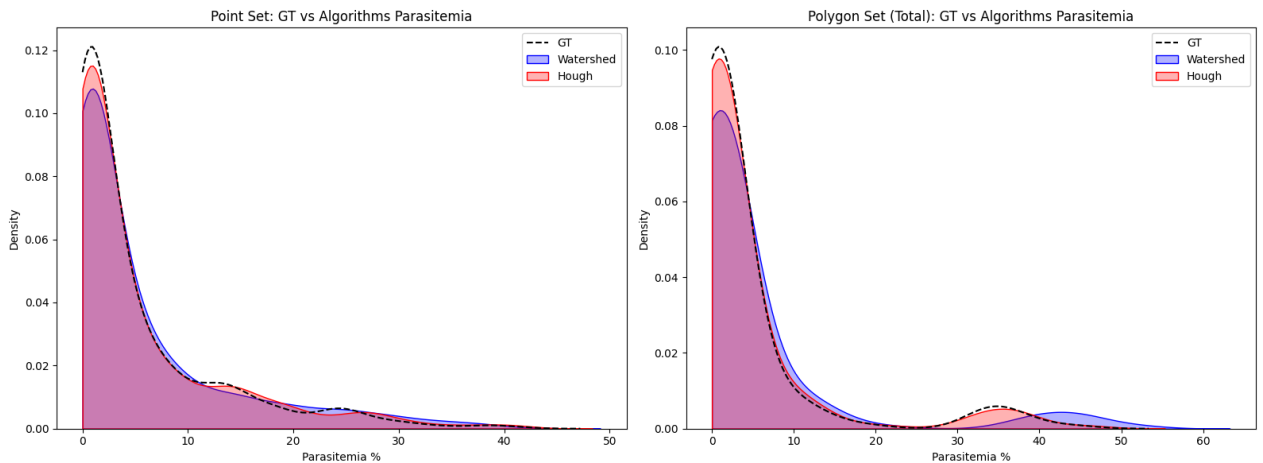 Point Set: GT vs Algorithms Parasitemia
GT
Watershed
Hough
0.12
0.10
0.08
0.06
0.04
0.02
0.00
Density
0
10
20
30
40
50
Parasitemia %
Polygon Set (Total): GT vs Algorithms Parasitemia
GT
Watershed
Hough
0.10
0.08
0.06
0.04
0.02
0.00
Density
0
10
20
30
40
50
60
Parasitemia %